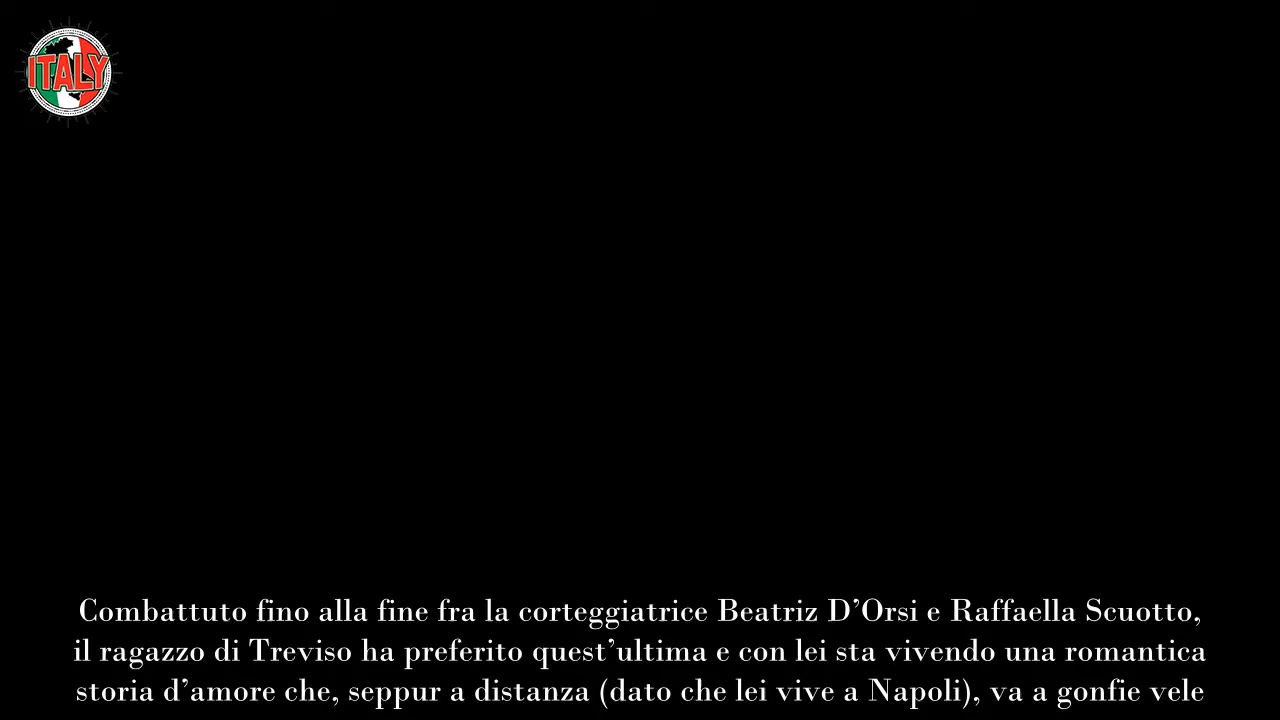 ITALY
Combattuto fino alla fine fra la corteggiatrice Beatriz D’Orsi e Raffaella Scuotto,
il ragazzo di Treviso ha preferito quest’ultima e con lei sta vivendo una romantica
storia d’amore che, seppur a distanza (dato che lei vive a Napoli), va a gonfie vele